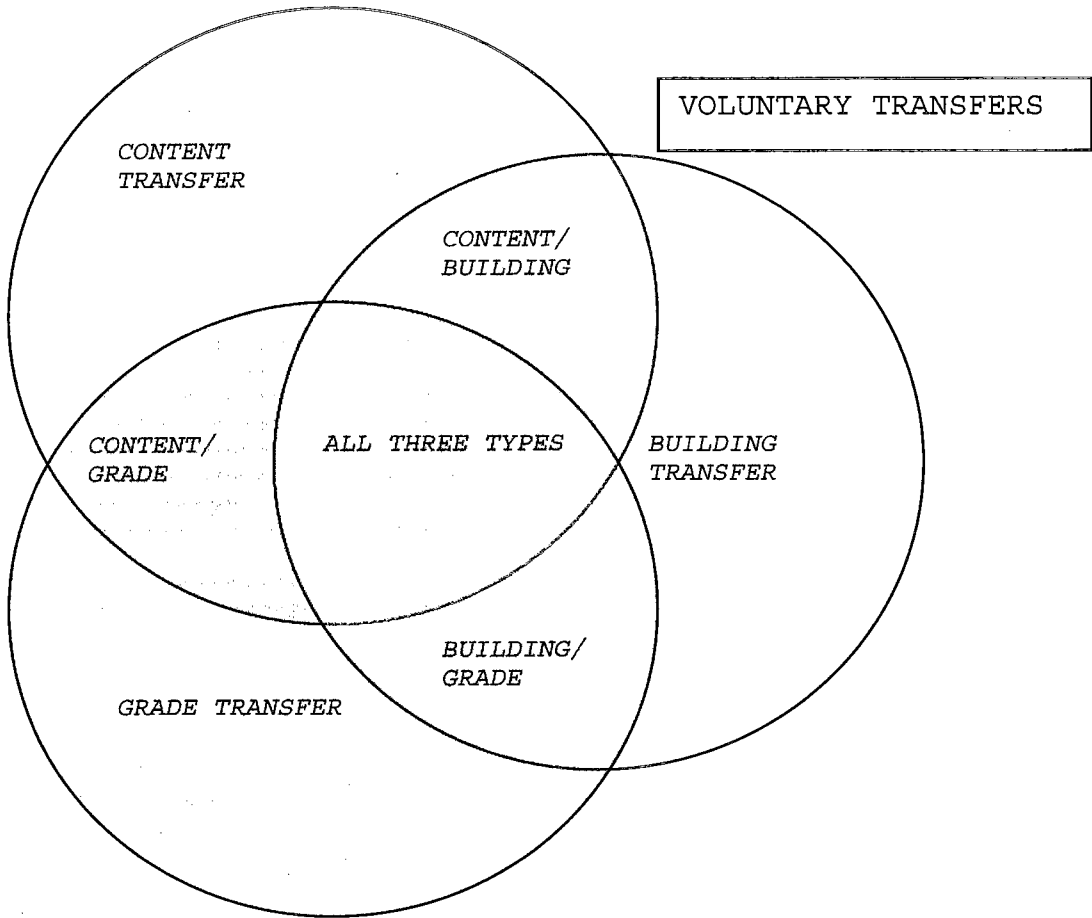 VOLUNTARY TRANSFERS
CONTENT
TRANSFER
CONTENT/
BUILDING
CONTENT/
GRADE
ALL THREE TYPES
BUILDING
TRANSFER
BUILDING/
GRADE
GRADE TRANSFER